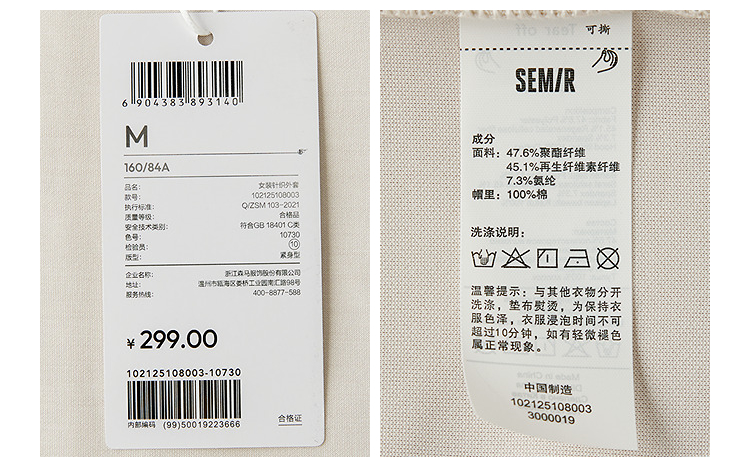 6 904383 893140
M
160/84A
品名: 女装针织外套
款号: 102125108003
执行标准: Q/ZSM 103-2021
质量等级: 合格品
安全技术类别: 符合GB 18401 C类
色号: 10730
检验员: 10
版型: 紧身型
企业名称: 浙江森马服饰股份有限公司
地址: 温州市瓯海区娄桥工业园南汇路98号
服务热线: 400-8877-588
¥ 299.00
102125108003-10730
内部编码 (99)50019223666
合格证
Tear off 可撕
SEMIR
成分
面料: 47.6%聚酯纤维
45.1%再生纤维素纤维
7.3%氨纶
帽里: 100%棉
洗涤说明:
温馨提示: 与其他衣物分开
洗涤, 垫布熨烫, 为保持衣
服色泽, 衣服浸泡时间不可
超过10分钟, 如有轻微褪色
属正常现象。
中国制造
102125108003
3000019